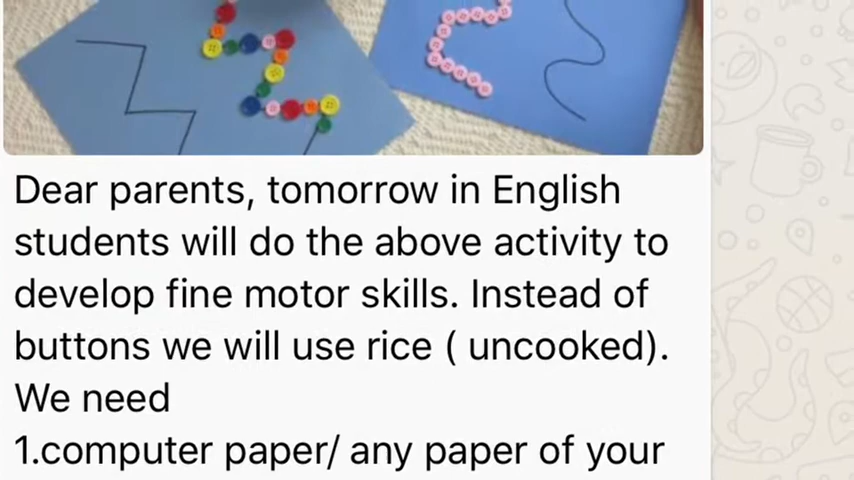 Dear parents, tomorrow in English
students will do the above activity to
develop fine motor skills. Instead of
buttons we will use rice ( uncooked).
We need
1.computer paper/ any paper of your